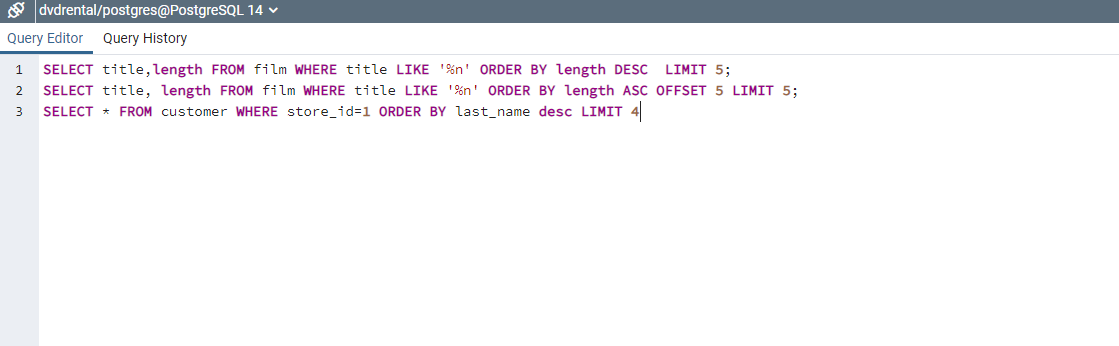 dvdrental/postgres@PostgreSQL 14
Query Editor Query History
1 SELECT title,length FROM film WHERE title LIKE '%n' ORDER BY length DESC  LIMIT 5;
2 SELECT title, length FROM film WHERE title LIKE '%n' ORDER BY length ASC OFFSET 5 LIMIT 5;
3 SELECT * FROM customer WHERE store_id=1 ORDER BY last_name desc LIMIT 4